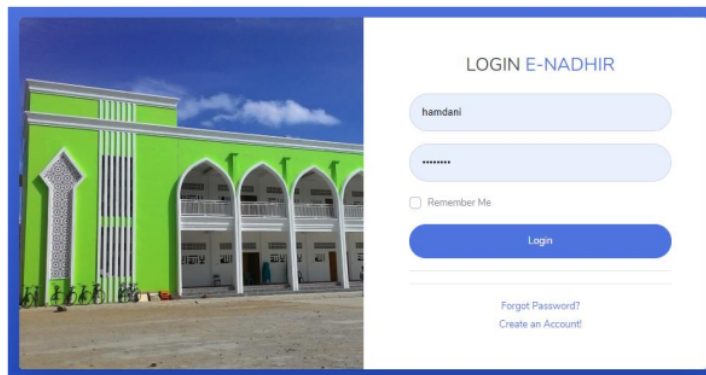 LOGIN E-NADHIR
hamdani
••••••••
Remember Me
Login
Forgot Password?
Create an Account!